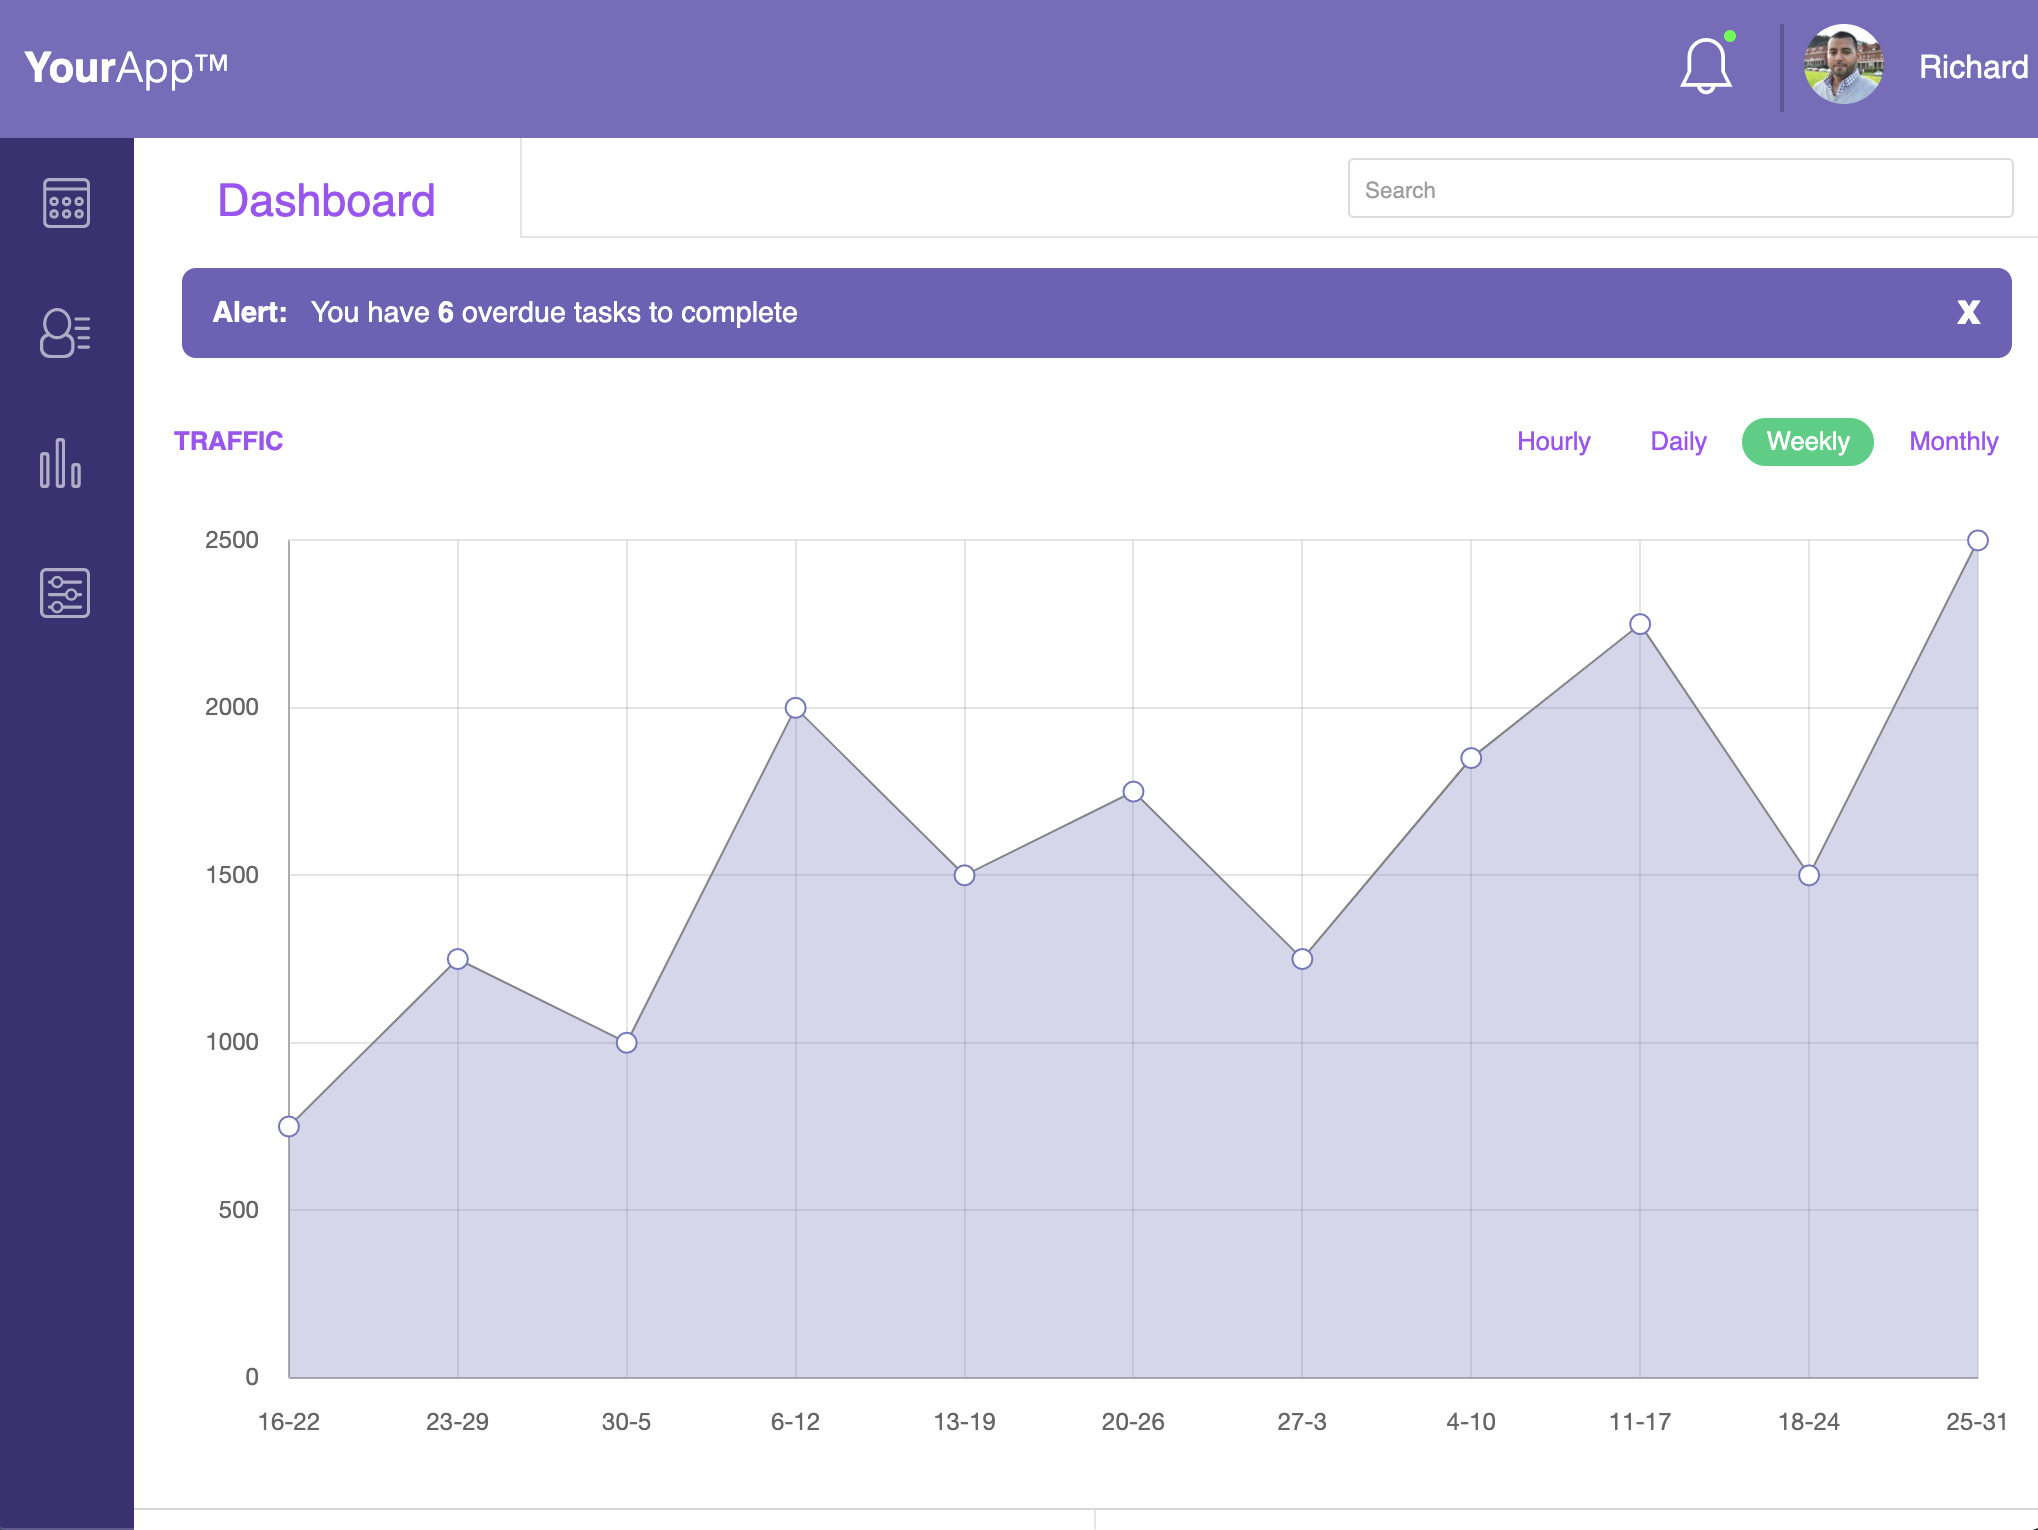 YourApp™
Richard
Dashboard
Search
Alert: You have 6 overdue tasks to complete
X
TRAFFIC
Hourly Daily Weekly Monthly
2500
2000
1500
1000
500
0
16-22 23-29 30-5 6-12 13-19 20-26 27-3 4-10 11-17 18-24 25-31